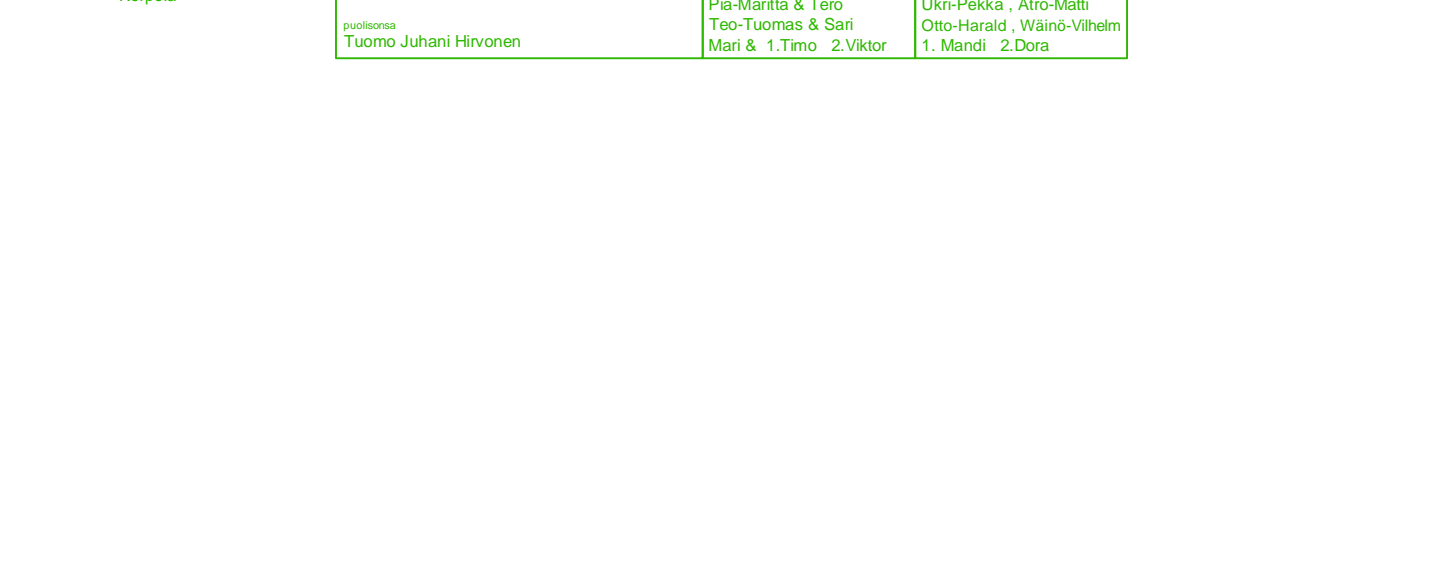 Pia-Maritta & Tero
Ukri-Pekka , Atro-Matti
puolisonsa
Teo-Tuomas & Sari
Otto-Harald , Wäinö-Vilhelm
Tuomo Juhani Hirvonen
Mari & 1.Timo 2.Viktor
1. Mandi 2.Dora